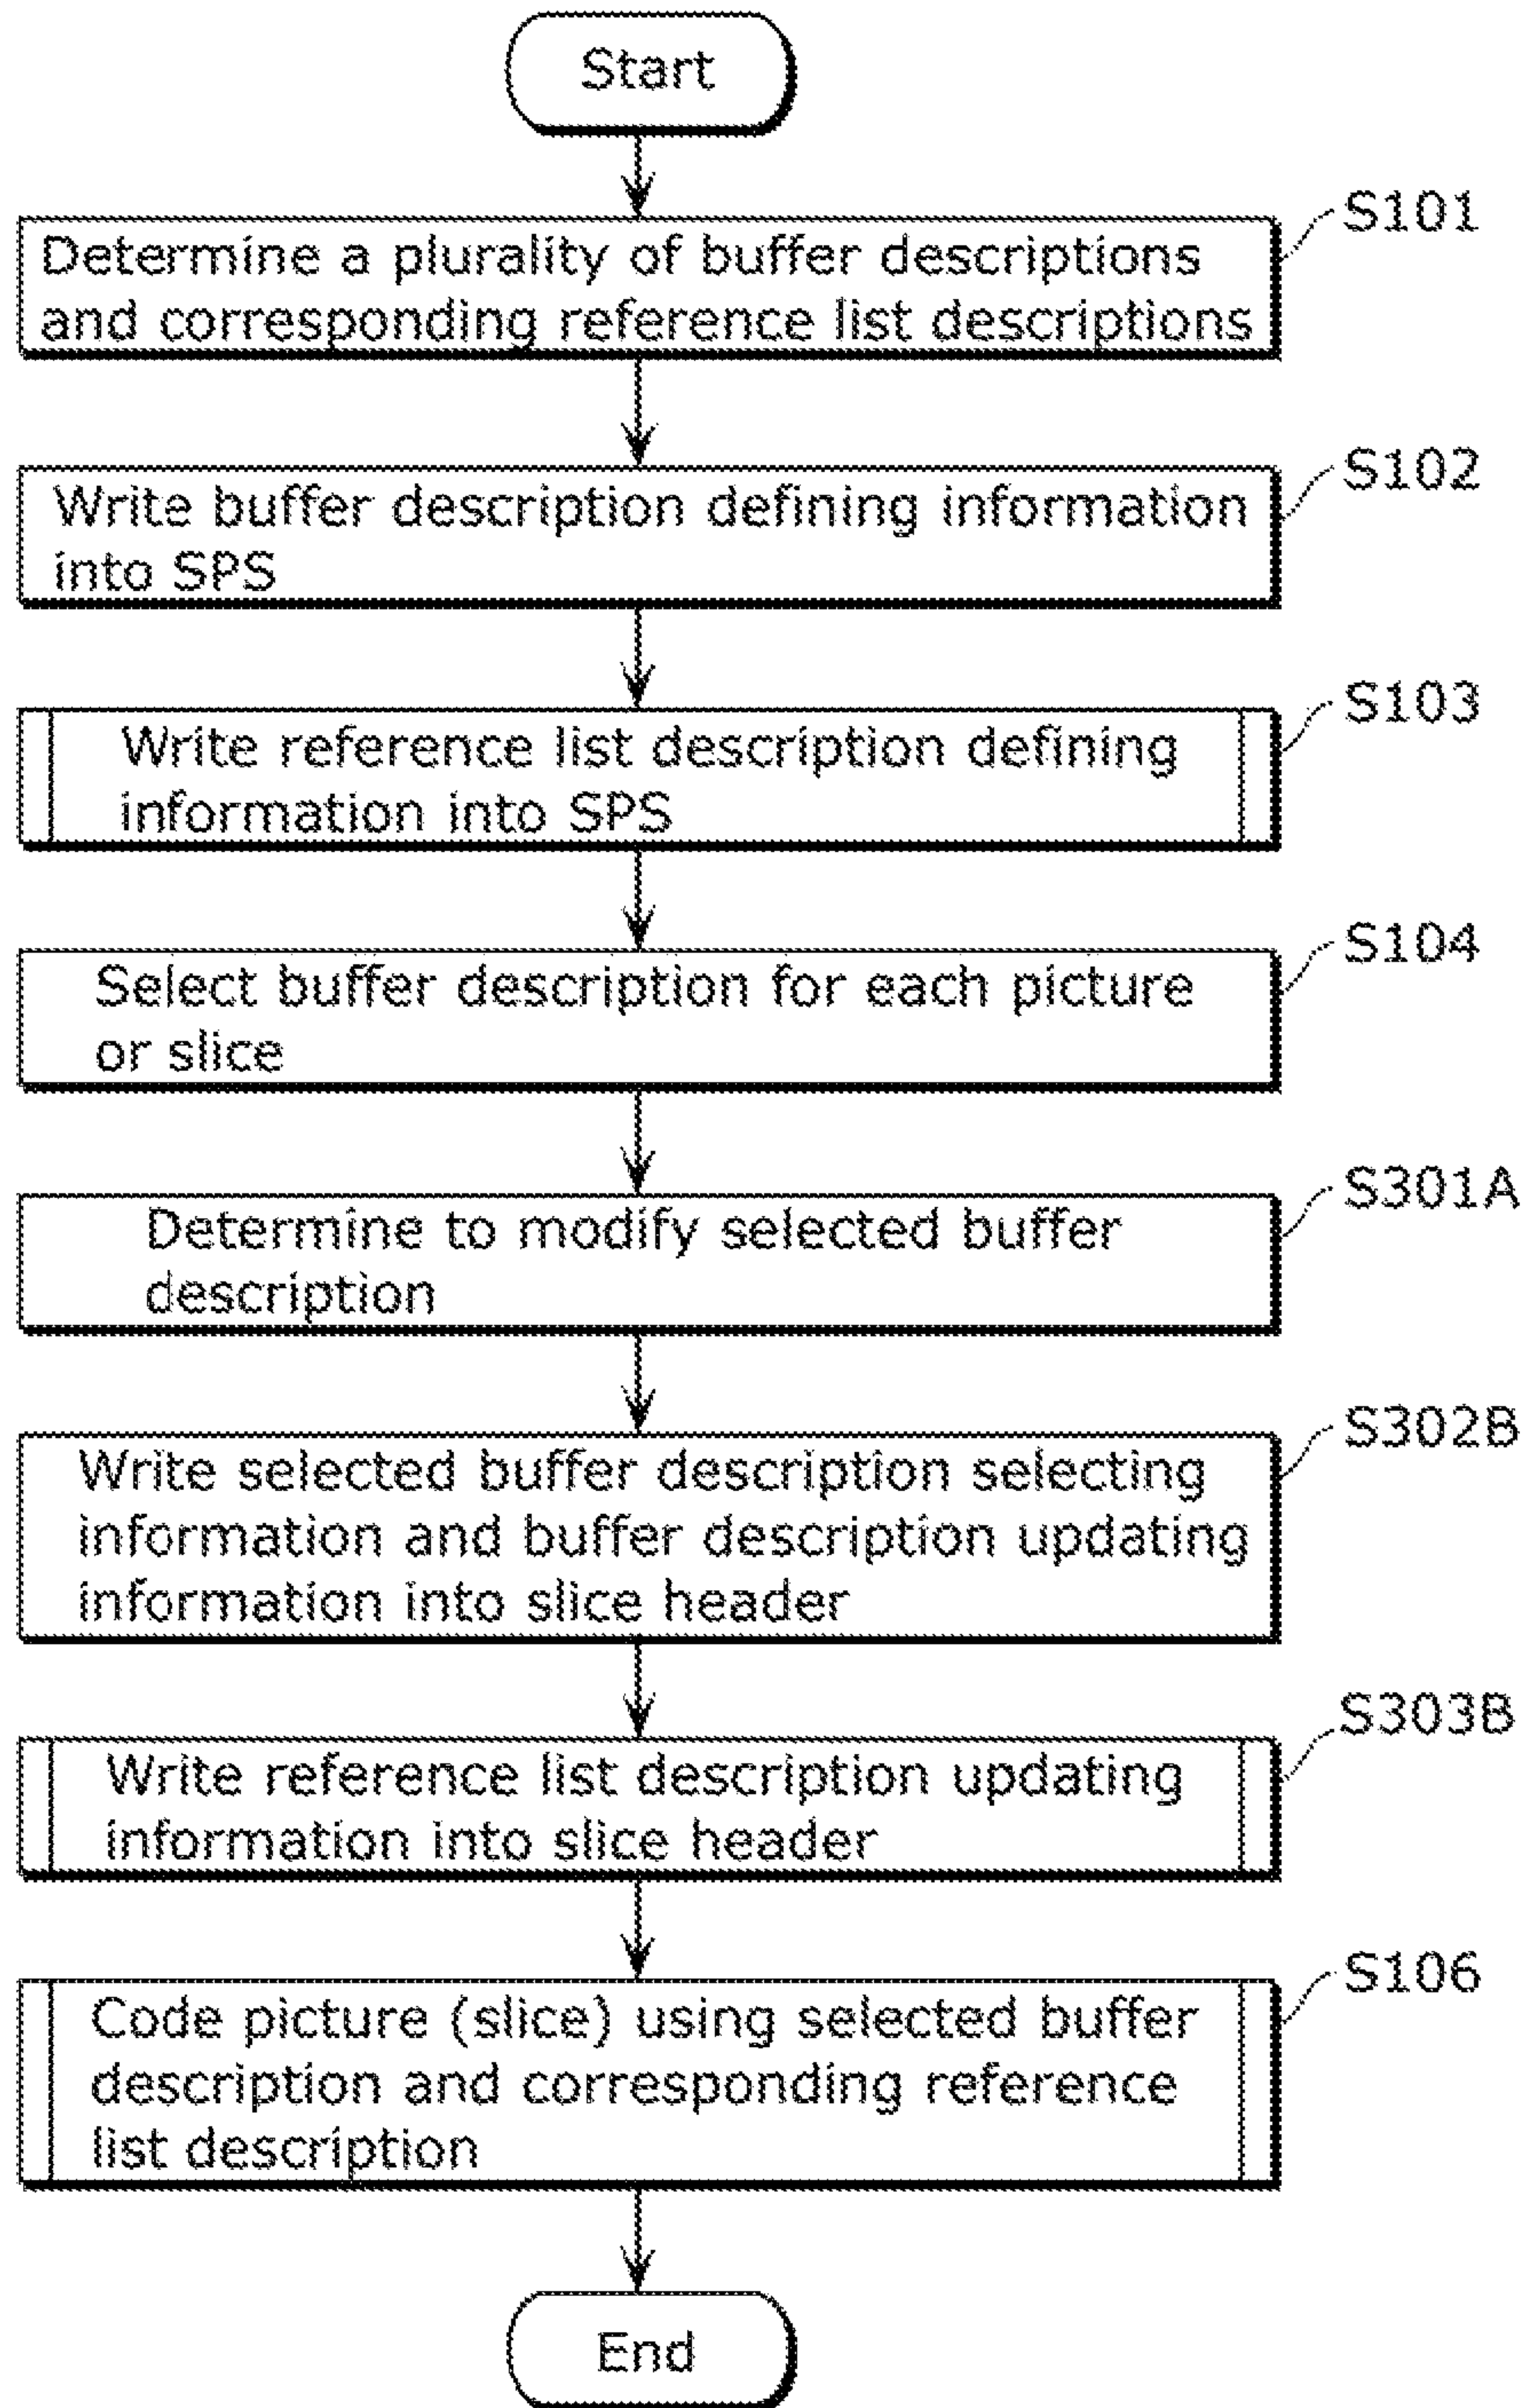 Start
S101
Determine a plurality of buffer descriptions
and corresponding reference list descriptions
S102
Write buffer description defining information
into SPS
S103
Write reference list description defining
information into SPS
S104
Select buffer description for each picture
or slice
S301A
Determine to modify selected buffer
description
S302B
Write selected buffer description selecting
information and buffer description updating
information into slice header
S303B
Write reference list description updating
information into slice header
S106
Code picture (slice) using selected buffer
description and corresponding reference
list description
End